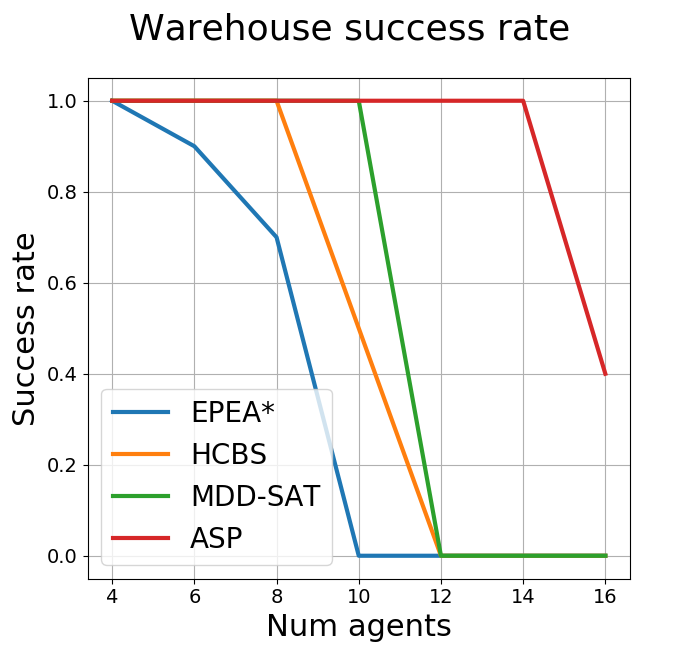 Warehouse success rate
Success rate
1.0
0.8
0.6
0.4
0.2
0.0
EPEA*
HCBS
MDD-SAT
ASP
4 6 8 10 12 14 16
Num agents